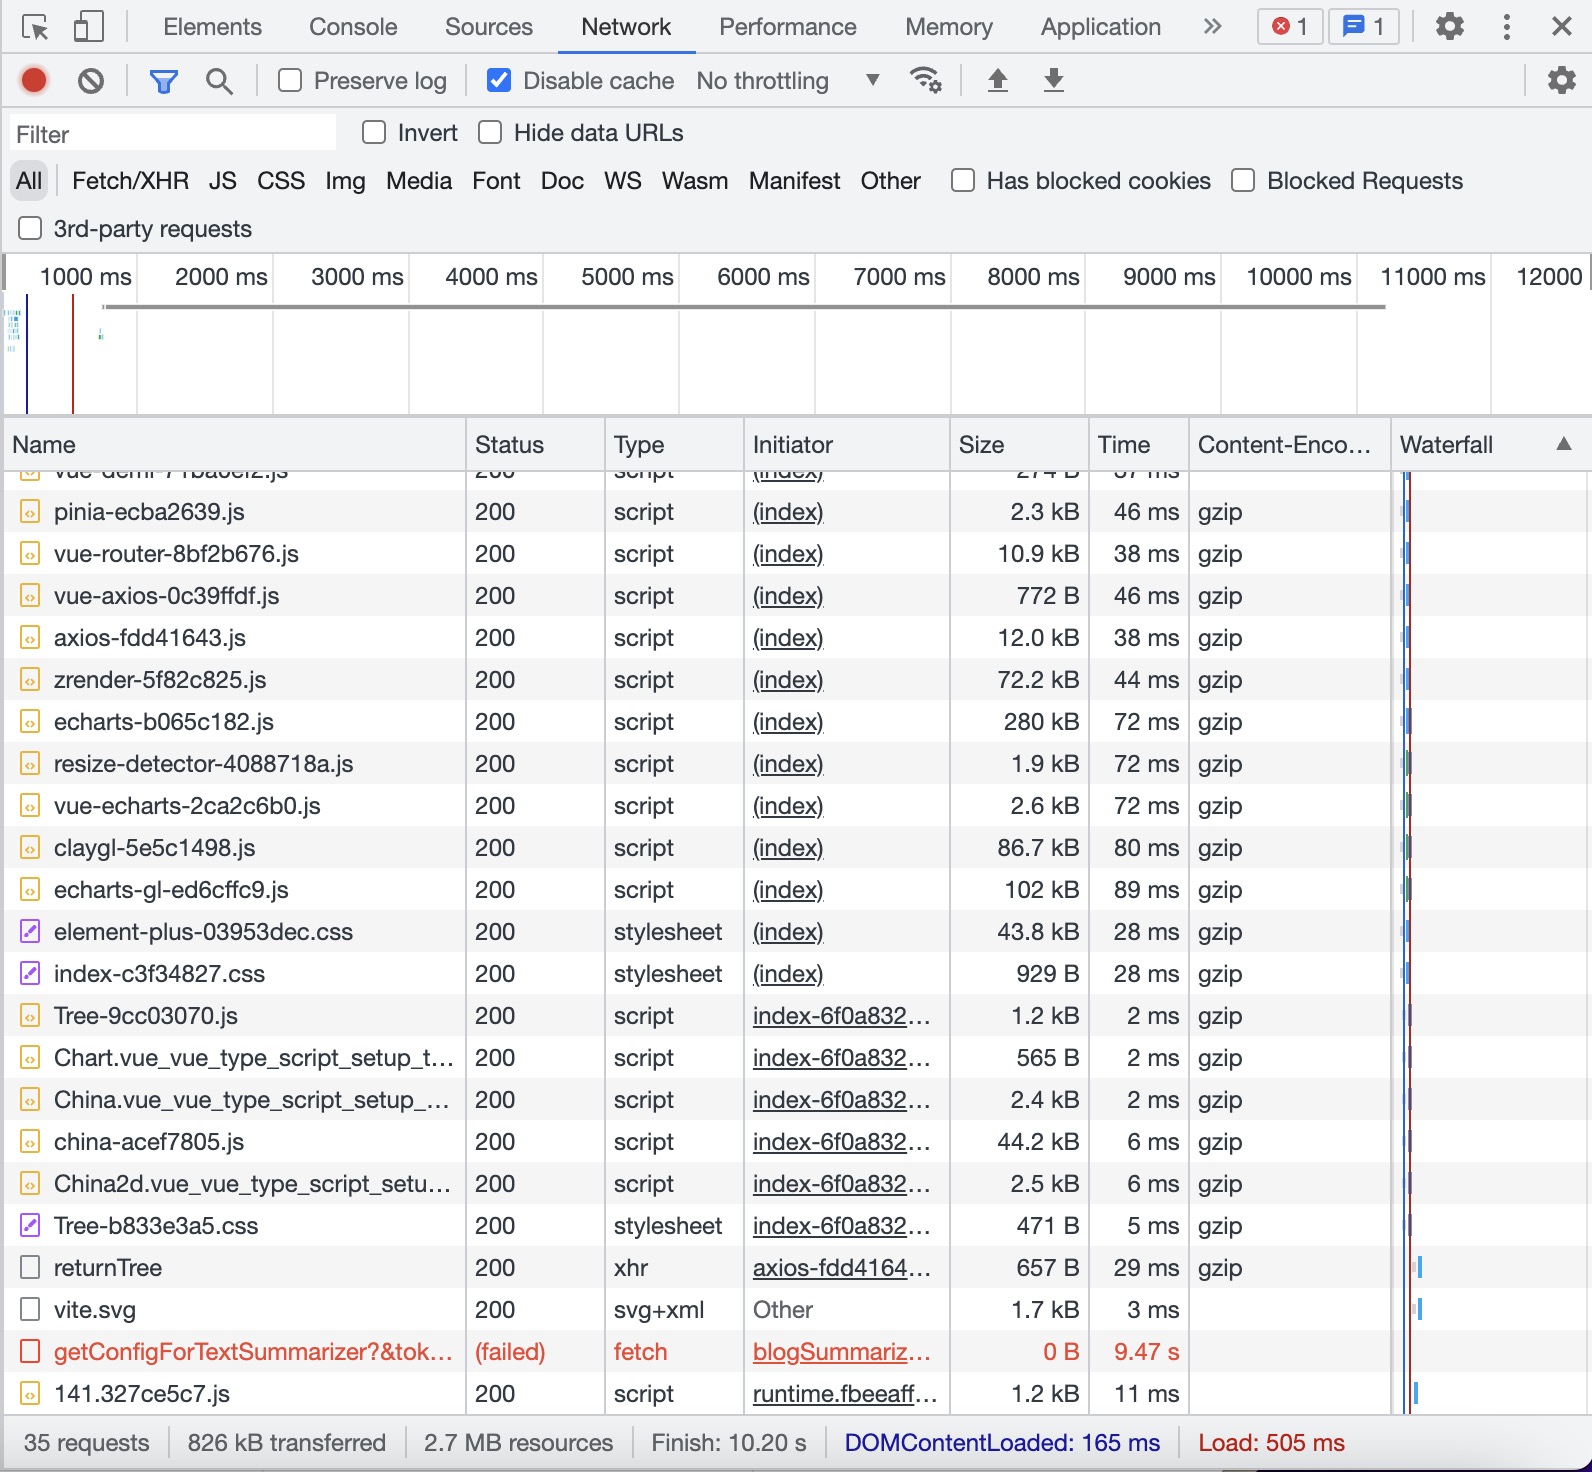 Elements Console Sources Network Performance Memory Application 1 1
Preserve log Disable cache No throttling
Filter Invert Hide data URLs
All Fetch/XHR JS CSS Img Media Font Doc WS Wasm Manifest Other Has blocked cookies Blocked Requests
3rd-party requests
1000 ms 2000 ms 3000 ms 4000 ms 5000 ms 6000 ms 7000 ms 8000 ms 9000 ms 10000 ms 11000 ms 12000
Name Status Type Initiator Size Time Content-Enco... Waterfall
200 script (index) 274 B 37 ms
pinia-ecba2639.js 200 script (index) 2.3 kB 46 ms gzip
vue-router-8bf2b676.js 200 script (index) 10.9 kB 38 ms gzip
vue-axios-0c39ffdf.js 200 script (index) 772 B 46 ms gzip
axios-fdd41643.js 200 script (index) 12.0 kB 38 ms gzip
zrender-5f82c825.js 200 script (index) 72.2 kB 44 ms gzip
echarts-b065c182.js 200 script (index) 280 kB 72 ms gzip
resize-detector-4088718a.js 200 script (index) 1.9 kB 72 ms gzip
vue-echarts-2ca2c6b0.js 200 script (index) 2.6 kB 72 ms gzip
claygl-5e5c1498.js 200 script (index) 86.7 kB 80 ms gzip
echarts-gl-ed6cffc9.js 200 script (index) 102 kB 89 ms gzip
element-plus-03953dec.css 200 stylesheet (index) 43.8 kB 28 ms gzip
index-c3f34827.css 200 stylesheet (index) 929 B 28 ms gzip
Tree-9cc03070.js 200 script index-6f0a832... 1.2 kB 2 ms gzip
Chart.vue_vue_type_script_setup_t... 200 script index-6f0a832... 565 B 2 ms gzip
China.vue_vue_type_script_setup_... 200 script index-6f0a832... 2.4 kB 2 ms gzip
china-acef7805.js 200 script index-6f0a832... 44.2 kB 6 ms gzip
China2d.vue_vue_type_script_setu... 200 script index-6f0a832... 2.5 kB 6 ms gzip
Tree-b833e3a5.css 200 stylesheet index-6f0a832... 471 B 5 ms gzip
returnTree 200 xhr axios-fdd4164... 657 B 29 ms gzip
vite.svg 200 svg+xml Other 1.7 kB 3 ms
getConfigForTextSummarizer?&tok... (failed) fetch blogSummariz... 0 B 9.47 s
141.327ce5c7.js 200 script runtime.fbeeaff... 1.2 kB 11 ms
35 requests 826 kB transferred 2.7 MB resources Finish: 10.20 s DOMContentLoaded: 165 ms Load: 505 ms